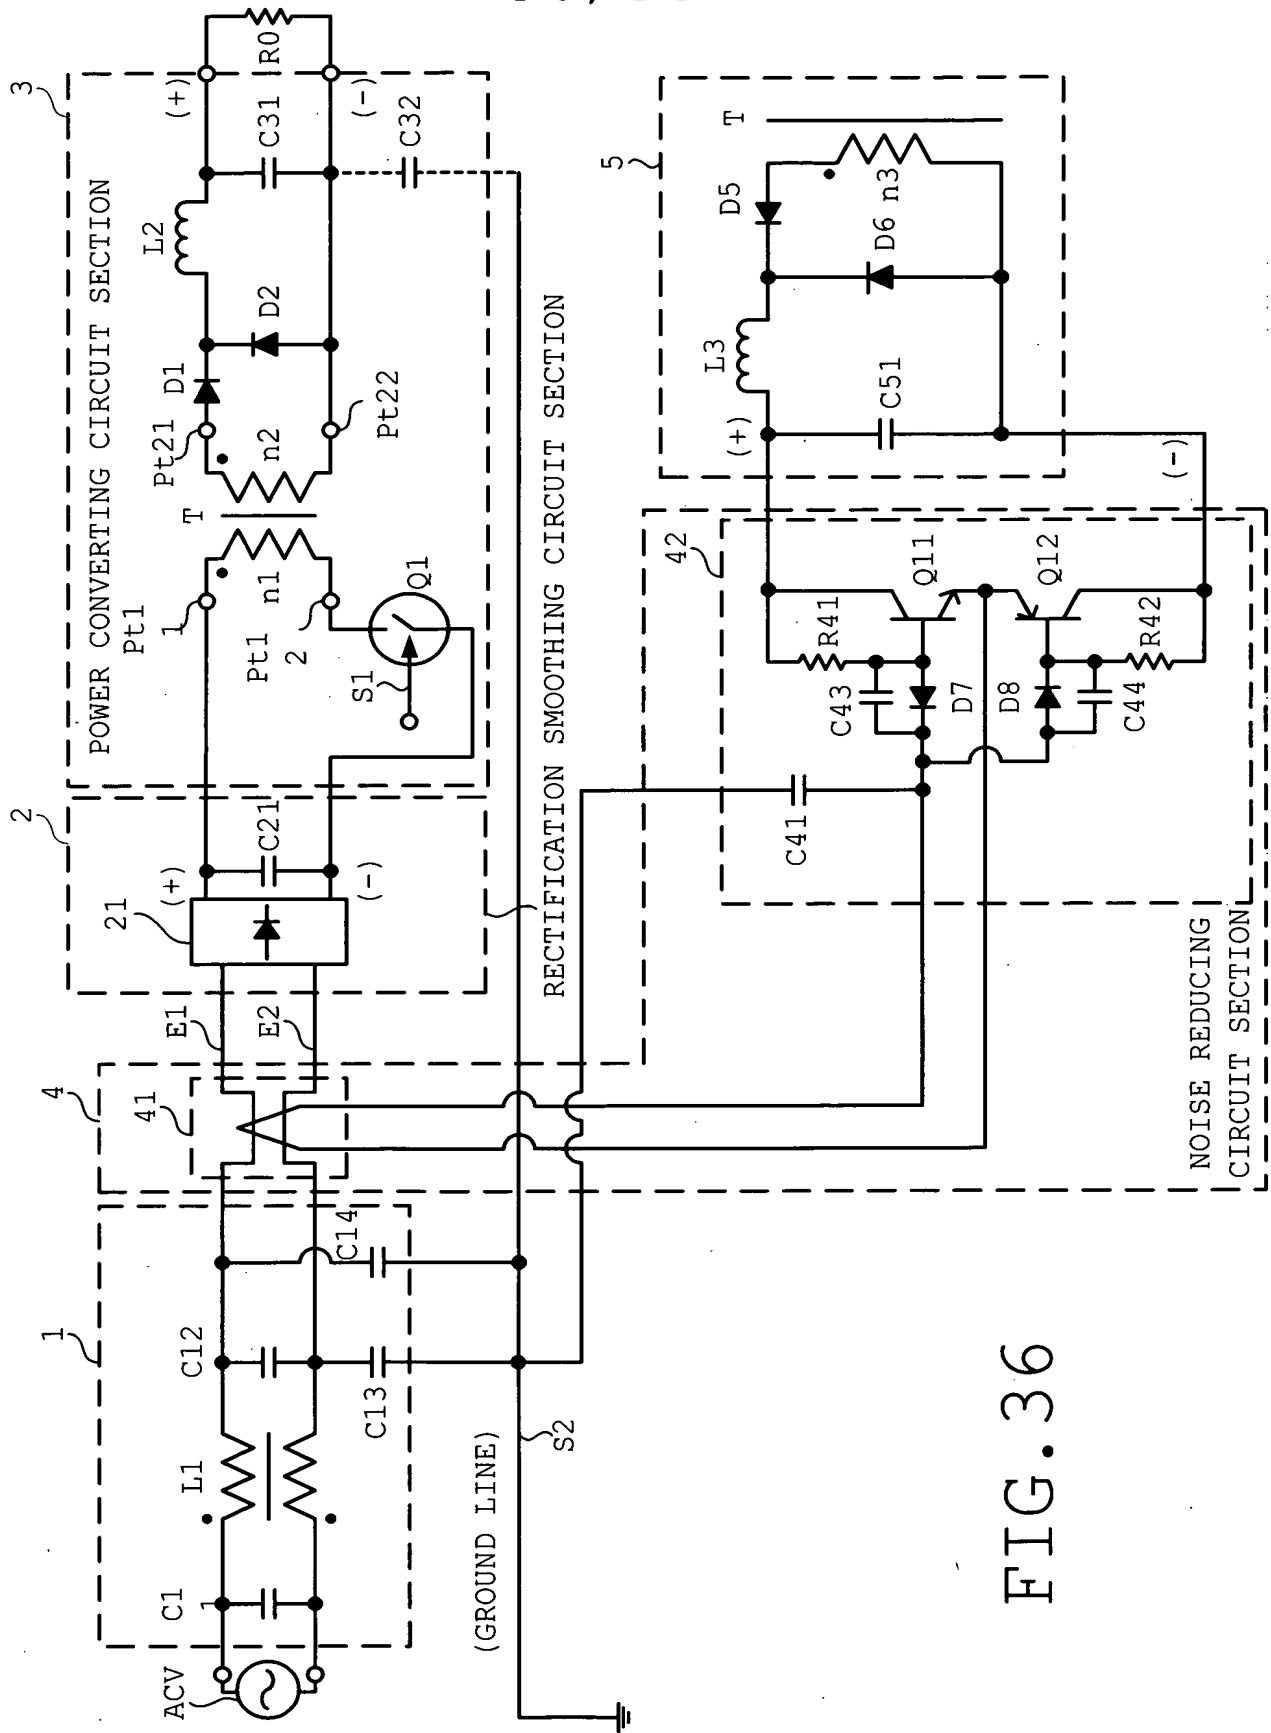 3
POWER CONVERTING CIRCUIT SECTION
(+)
R0
(-)
C31
C32
L2
D2
D1
Pt21
Pt22
n2
T
n1
Pt1
1
Pt1
2
Q1
S1
2
RECTIFICATION SMOOTHING CIRCUIT SECTION
21
(+)
C21
(-)
E1
E2
4
41
1
C14
C12
C13
L1
C1
1
ACV
(GROUND LINE)
S2
5
T
D5
D6
n3
L3
C51
(+)
(-)
42
Q11
Q12
R41
R42
C43
D7
D8
C44
C41
NOISE REDUCING
CIRCUIT SECTION
FIG.36